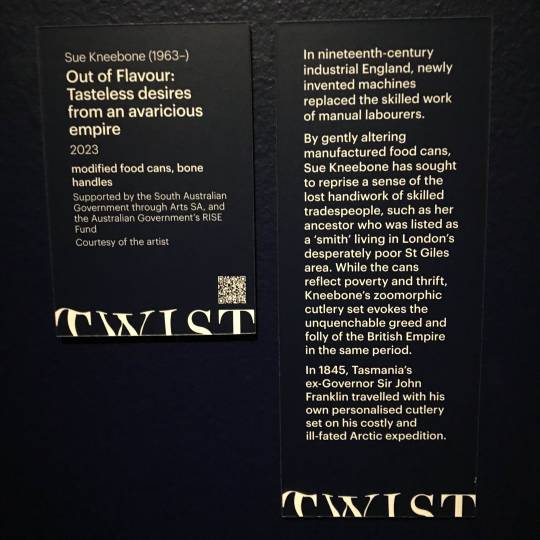 Sue Kneebone (1963–)
Out of Flavour:
Tasteless desires
from an avaricious
empire
2023
modified food cans, bone
handles
Supported by the South Australian
Government through Arts SA, and
the Australian Government's RISE
Fund
Courtesy of the artist
TWIST
In nineteenth-century
industrial England, newly
invented machines
replaced the skilled work
of manual labourers.
By gently altering
manufactured food cans,
Sue Kneebone has sought
to reprise a sense of the
lost handiwork of skilled
tradespeople, such as her
ancestor who was listed as
a ‘smith’ living in London’s
desperately poor St Giles
area. While the cans
reflect poverty and thrift,
Kneebone’s zoomorphic
cutlery set evokes the
unquenchable greed and
folly of the British Empire
in the same period.
In 1845, Tasmania’s
ex-Governor Sir John
Franklin travelled with his
own personalised cutlery
set on his costly and
ill-fated Arctic expedition.
TWIST